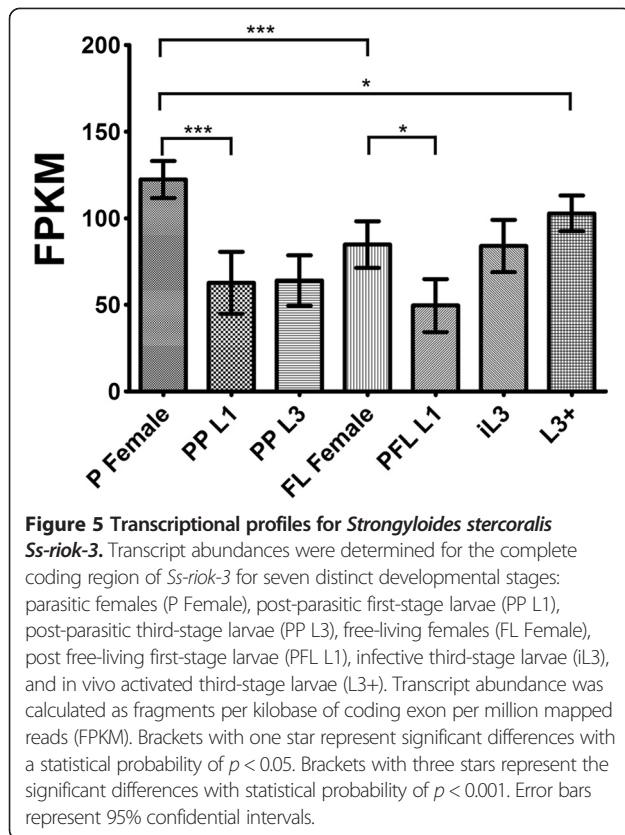 ***
*
***
*
200
150
100
50
0
FPKM
P Female
PP L1
PP L3
FL Female
PFL L1
iL3
L3+
Figure 5 Transcriptional profiles for Strongyloides stercoralis
Ss-riok-3. Transcript abundances were determined for the complete
coding region of Ss-riok-3 for seven distinct developmental stages:
parasitic females (P Female), post-parasitic first-stage larvae (PP L1),
post-parasitic third-stage larvae (PP L3), free-living females (FL Female),
post free-living first-stage larvae (PFL L1), infective third-stage larvae (iL3),
and in vivo activated third-stage larvae (L3+). Transcript abundance was
calculated as fragments per kilobase of coding exon per million mapped
reads (FPKM). Brackets with one star represent significant differences with
a statistical probability of p < 0.05. Brackets with three stars represent the
significant differences with statistical probability of p < 0.001. Error bars
represent 95% confidential intervals.